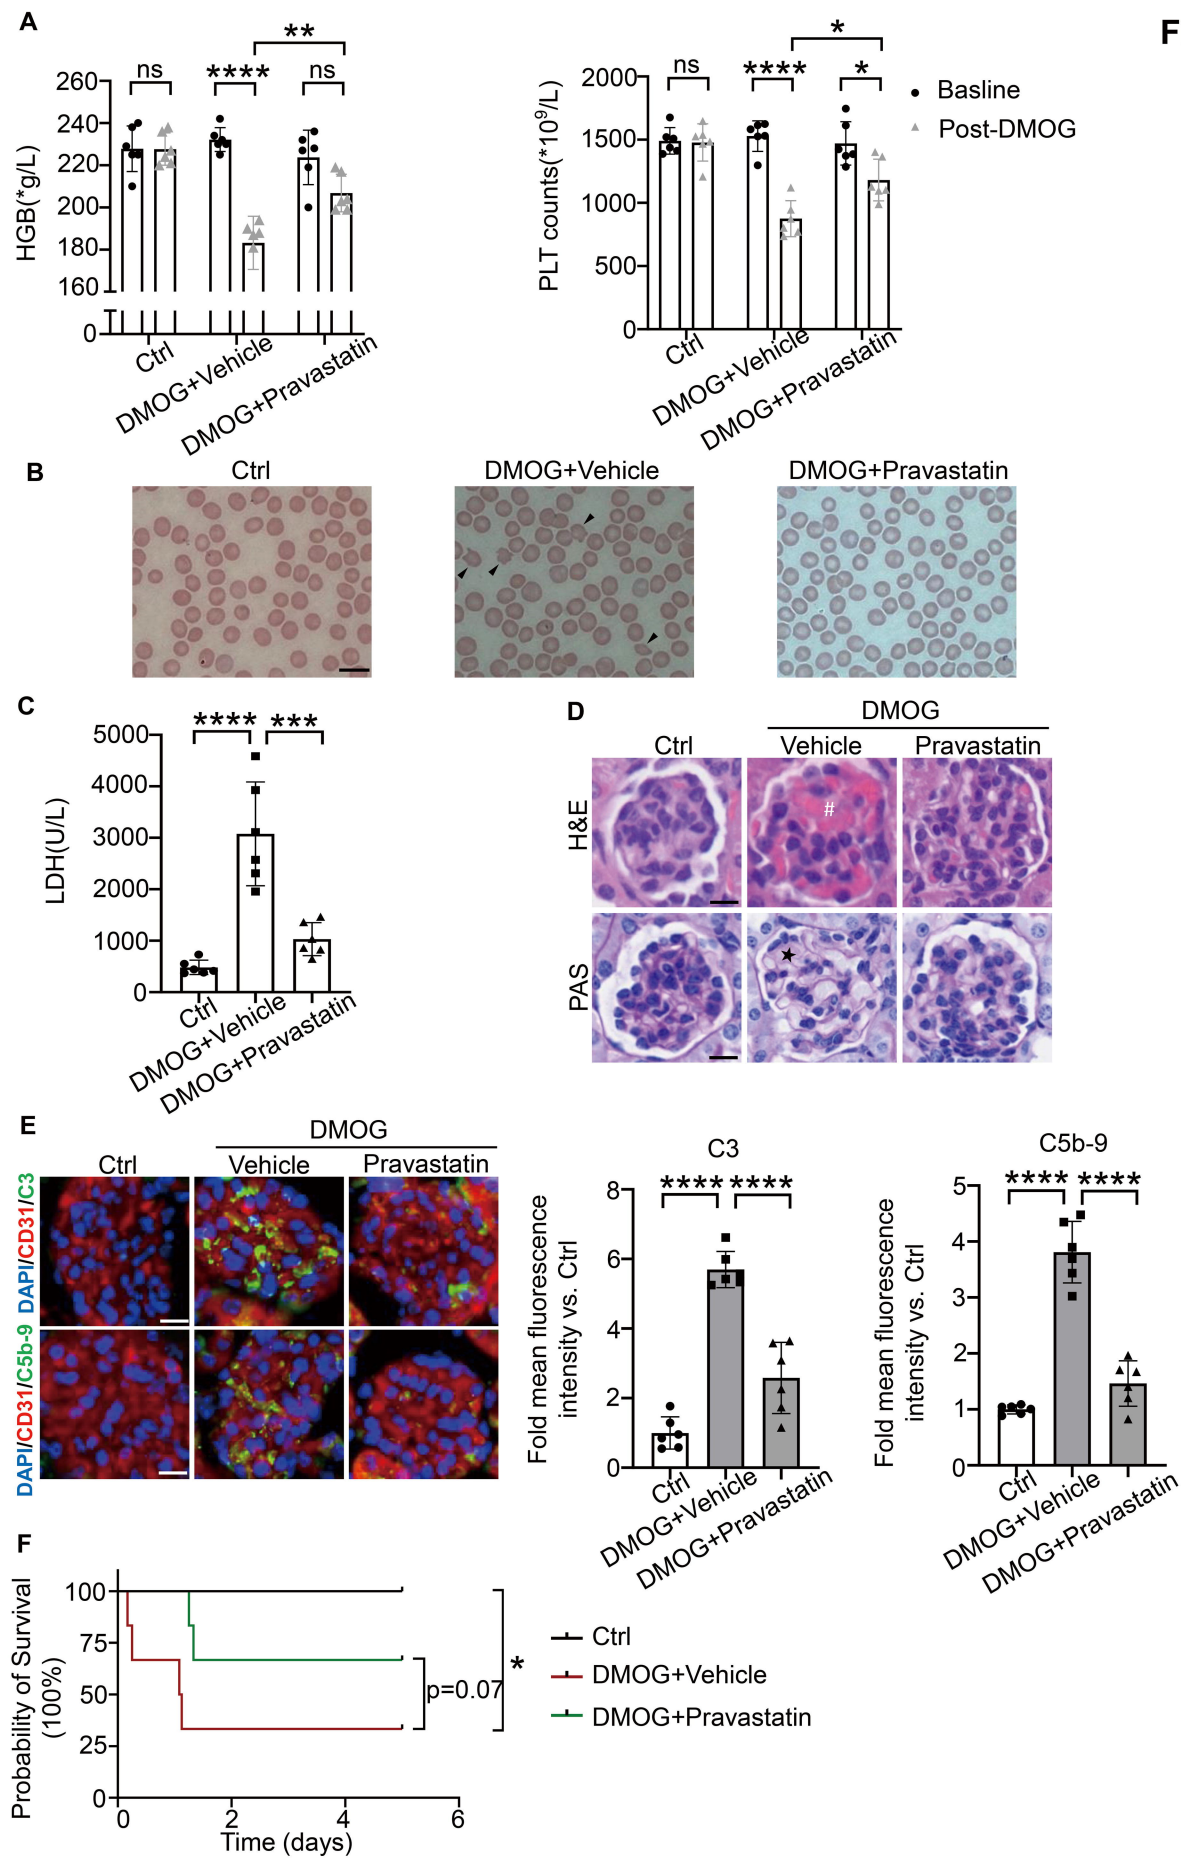 A
F
**
ns
****
ns
260
240
220
200
180
160
0
HGB(*g/L)
Ctrl
DMOG+Vehicle
DMOG+Pravastatin
*
ns
****
*
2000
1500
1000
500
0
PLT counts(*10⁹/L)
Ctrl
DMOG+Vehicle
DMOG+Pravastatin
Basline
Post-DMOG
B
Ctrl
DMOG+Vehicle
DMOG+Pravastatin
C
****
***
5000
4000
3000
2000
1000
0
LDH(U/L)
Ctrl
DMOG+Vehicle
DMOG+Pravastatin
D
DMOG
Ctrl
Vehicle
Pravastatin
H&E
#
PAS
E
DMOG
Ctrl
Vehicle
Pravastatin
DAPI/CD31/C3
DAPI/CD31/C5b-9
C3
****
****
8
6
4
2
0
Fold mean fluorescence
intensity vs. Ctrl
Ctrl
DMOG+Vehicle
DMOG+Pravastatin
C5b-9
****
****
5
4
3
2
1
0
Fold mean fluorescence
intensity vs. Ctrl
Ctrl
DMOG+Vehicle
DMOG+Pravastatin
F
Probability of Survival
(100%)
100
75
50
25
0
0
2
4
6
Time (days)
p=0.07
*
Ctrl
DMOG+Vehicle
DMOG+Pravastatin